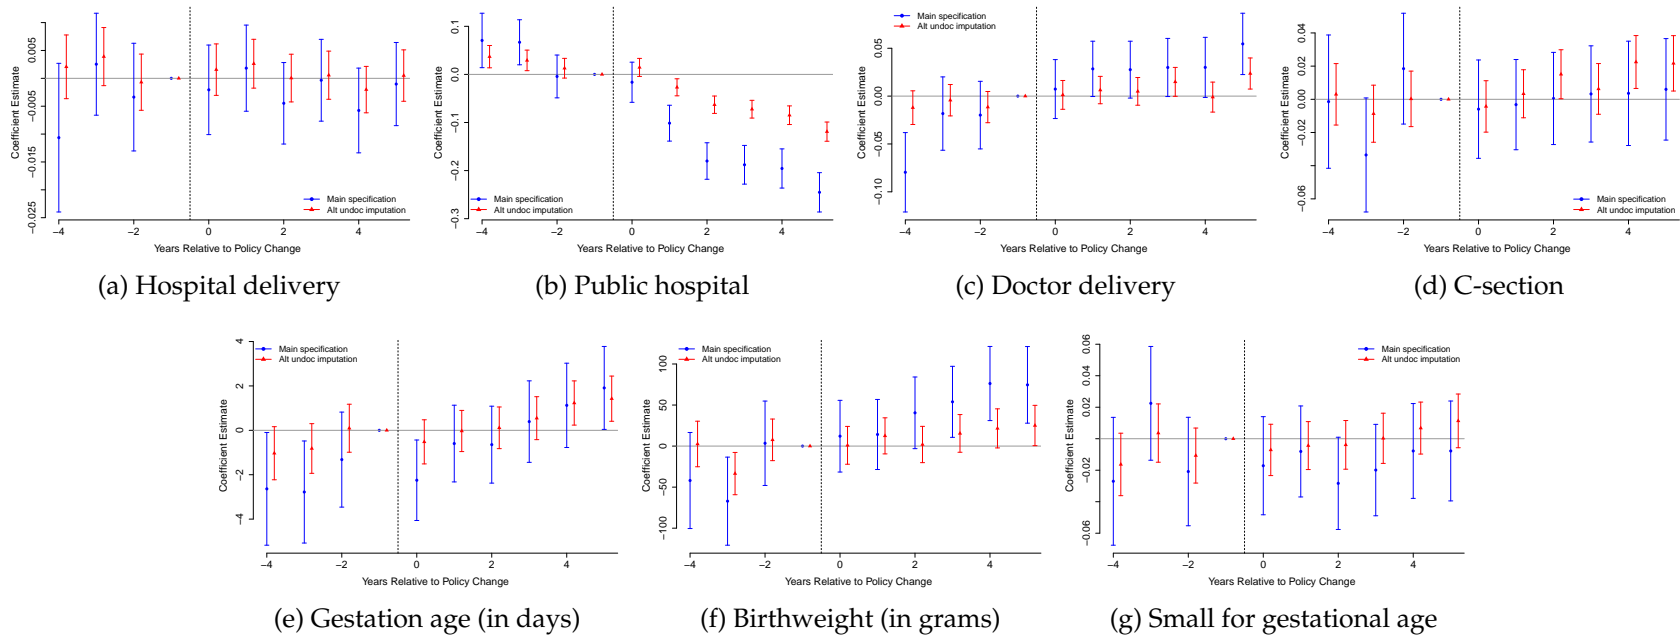 Coefficient Estimate
0.005
−0.005
−0.015
−0.025
Main specification
Alt undoc imputation
−4 −2 0 2 4
Years Relative to Policy Change
(a) Hospital delivery
Coefficient Estimate
0.1
0.0
−0.1
−0.2
−0.3
Main specification
Alt undoc imputation
−4 −2 0 2 4
Years Relative to Policy Change
(b) Public hospital
Coefficient Estimate
0.05
0.00
−0.05
−0.10
Main specification
Alt undoc imputation
−4 −2 0 2 4
Years Relative to Policy Change
(c) Doctor delivery
Coefficient Estimate
0.04
0.02
0.00
−0.02
−0.06
Main specification
Alt undoc imputation
−4 −2 0 2 4
Years Relative to Policy Change
(d) C-section
Coefficient Estimate
4
2
0
−2
−4
Main specification
Alt undoc imputation
−4 −2 0 2 4
Years Relative to Policy Change
(e) Gestation age (in days)
Coefficient Estimate
100
50
0
−50
−100
Main specification
Alt undoc imputation
−4 −2 0 2 4
Years Relative to Policy Change
(f) Birthweight (in grams)
Coefficient Estimate
0.06
0.04
0.02
−0.02
−0.06
Main specification
Alt undoc imputation
−4 −2 0 2 4
Years Relative to Policy Change
(g) Small for gestational age